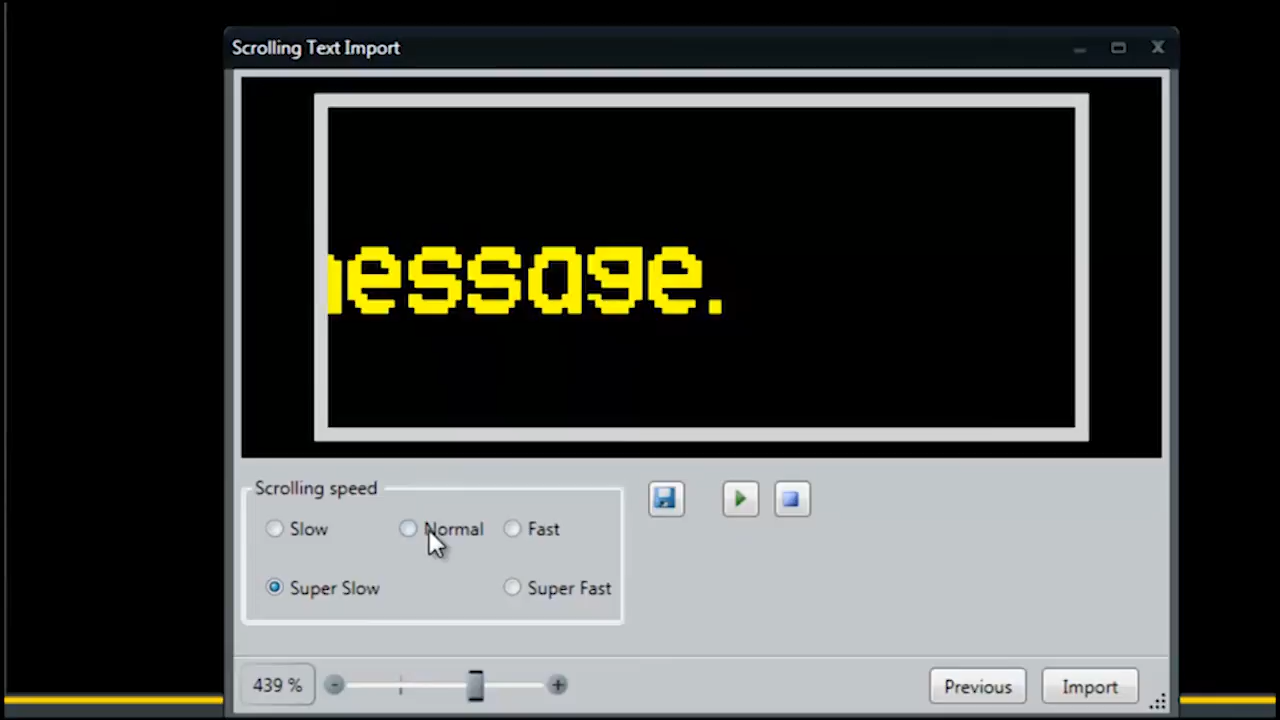 Scrolling Text Import
essage.
Scrolling speed
Slow
Normal
Fast
Super Slow
Super Fast
439 %
Previous
Import